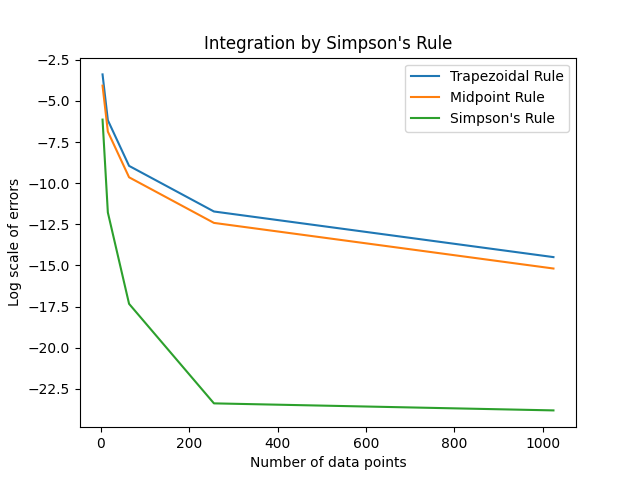 Integration by Simpson's Rule
Log scale of errors
−2.5
−5.0
−7.5
−10.0
−12.5
−15.0
−17.5
−20.0
−22.5
Trapezoidal Rule
Midpoint Rule
Simpson's Rule
0 200 400 600 800 1000
Number of data points